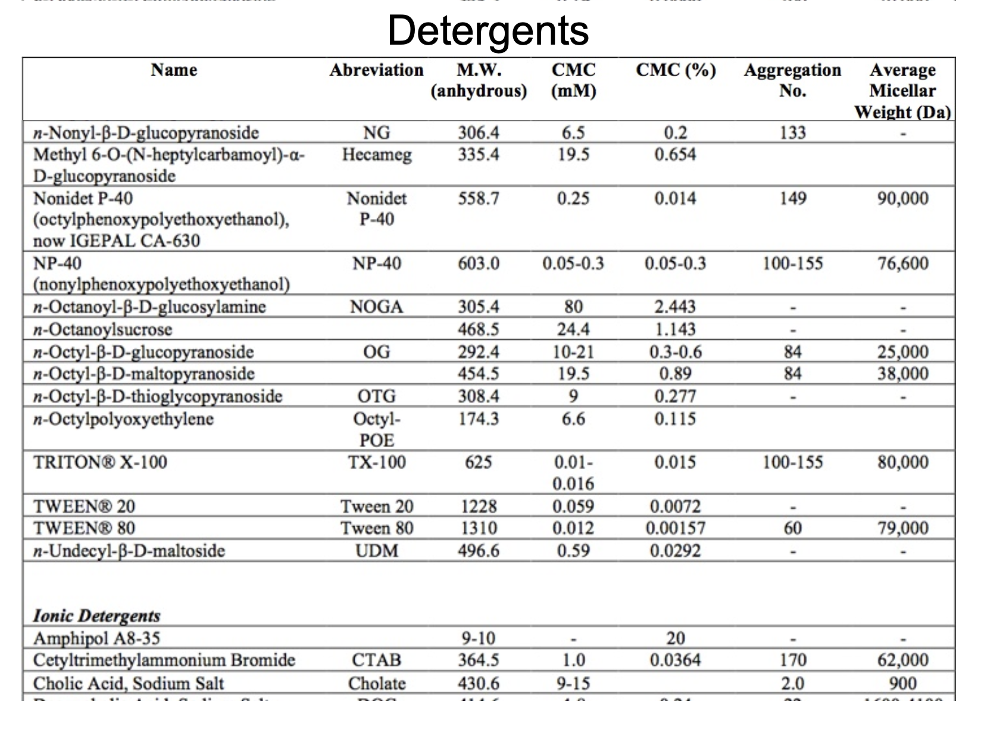 Detergents
Name Abreviation M.W. CMC CMC (%) Aggregation Average
(anhydrous) (mM) No. Micellar
Weight (Da)
n-Nonyl-β-D-glucopyranoside NG 306.4 6.5 0.2 133 -
Methyl 6-O-(N-heptylcarbamoyl)-α- Hecameg 335.4 19.5 0.654
D-glucopyranoside
Nonidet P-40 Nonidet 558.7 0.25 0.014 149 90,000
(octylphenoxypolyethoxyethanol), P-40
now IGEPAL CA-630
NP-40 NP-40 603.0 0.05-0.3 0.05-0.3 100-155 76,600
(nonylphenoxypolyethoxyethanol)
n-Octanoyl-β-D-glucosylamine NOGA 305.4 80 2.443 - -
n-Octanoylsucrose 468.5 24.4 1.143 - -
n-Octyl-β-D-glucopyranoside OG 292.4 10-21 0.3-0.6 84 25,000
n-Octyl-β-D-maltopyranoside 454.5 19.5 0.89 84 38,000
n-Octyl-β-D-thioglycopyranoside OTG 308.4 9 0.277 - -
n-Octylpolyoxyethylene Octyl- 174.3 6.6 0.115
POE
TRITON® X-100 TX-100 625 0.01- 0.015 100-155 80,000
0.016
TWEEN® 20 Tween 20 1228 0.059 0.0072 - -
TWEEN® 80 Tween 80 1310 0.012 0.00157 60 79,000
n-Undecyl-β-D-maltoside UDM 496.6 0.59 0.0292 - -
Ionic Detergents
Amphipol A8-35 9-10 - 20 - -
Cetyltrimethylammonium Bromide CTAB 364.5 1.0 0.0364 170 62,000
Cholic Acid, Sodium Salt Cholate 430.6 9-15 2.0 900